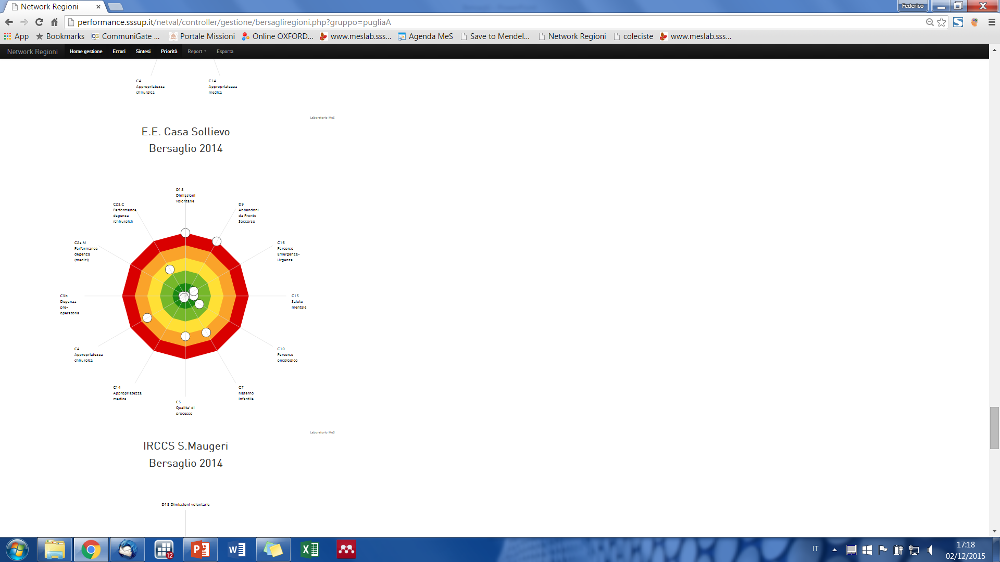 Network Regioni
Federico
performance.sssup.it/netval/controller/gestione/bersagliregioni.php?gruppo=pugliaA
App Bookmarks CommuniGate ... Portale Missioni Online OXFORD... www.meslab.sss... Agenda MeS Save to Mendel... Network Regioni coleciste www.meslab.sss...
Network Regioni Home gestione Errori Sintesi Priorità Report Esporta
C4
Appropriatezza
chirurgica
C14
Appropriatezza
medica
Laboratorio MeS
E.E. Casa Sollievo
Bersaglio 2014
D18
Dimissioni
volontarie
C2a.C
Performance
degenza
(chirurgici)
D9
Abbandoni
da Pronto
Soccorso
C2a.M
Performance
degenza
(medici)
C16
Percorso
Emergenza-
Urgenza
C8b
Degenza
pre-
operatoria
C15
Salute
mentale
C4
Appropriatezza
chirurgica
C10
Percorso
oncologico
C14
Appropriatezza
medica
C7
Materno
infantile
C5
Qualita' di
processo
Laboratorio MeS
IRCCS S.Maugeri
Bersaglio 2014
D18 Dimissioni volontarie
12
IT
17:18
02/12/2015